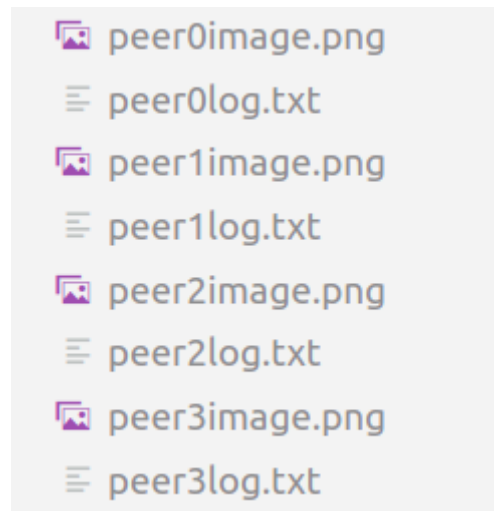 peer0image.png
peer0log.txt
peer1image.png
peer1log.txt
peer2image.png
peer2log.txt
peer3image.png
peer3log.txt